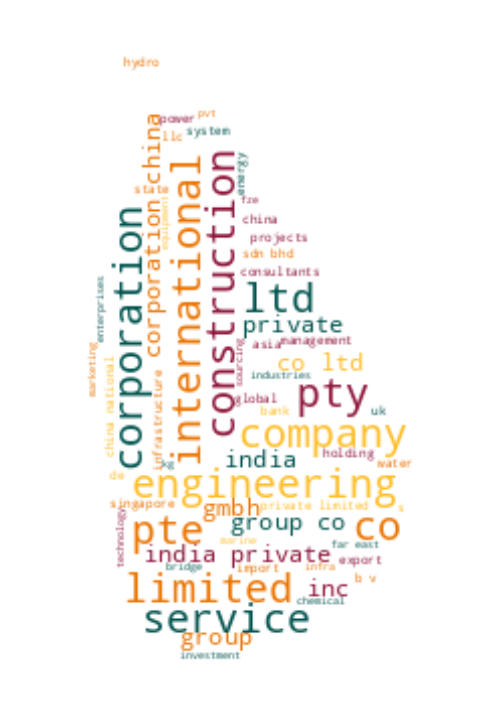 hydro
power
pvt
llc
system
corporation china
international
construction
energy
state
equipment
fze
china
projects
sdn bhd
consultants
corporation
enterprises
ltd
private
asia
management
sourcing
co ltd
industries
marketing
china national
infrastructure
global
pty
bank
uk
company
india
holding
water
kg
de
engineering
singapore
gmbh
private limited
s
technology
pte
group co
co
marine
far east
india private
export
bridge
import
infra
b v
limited
inc
chemical
service
group
investment